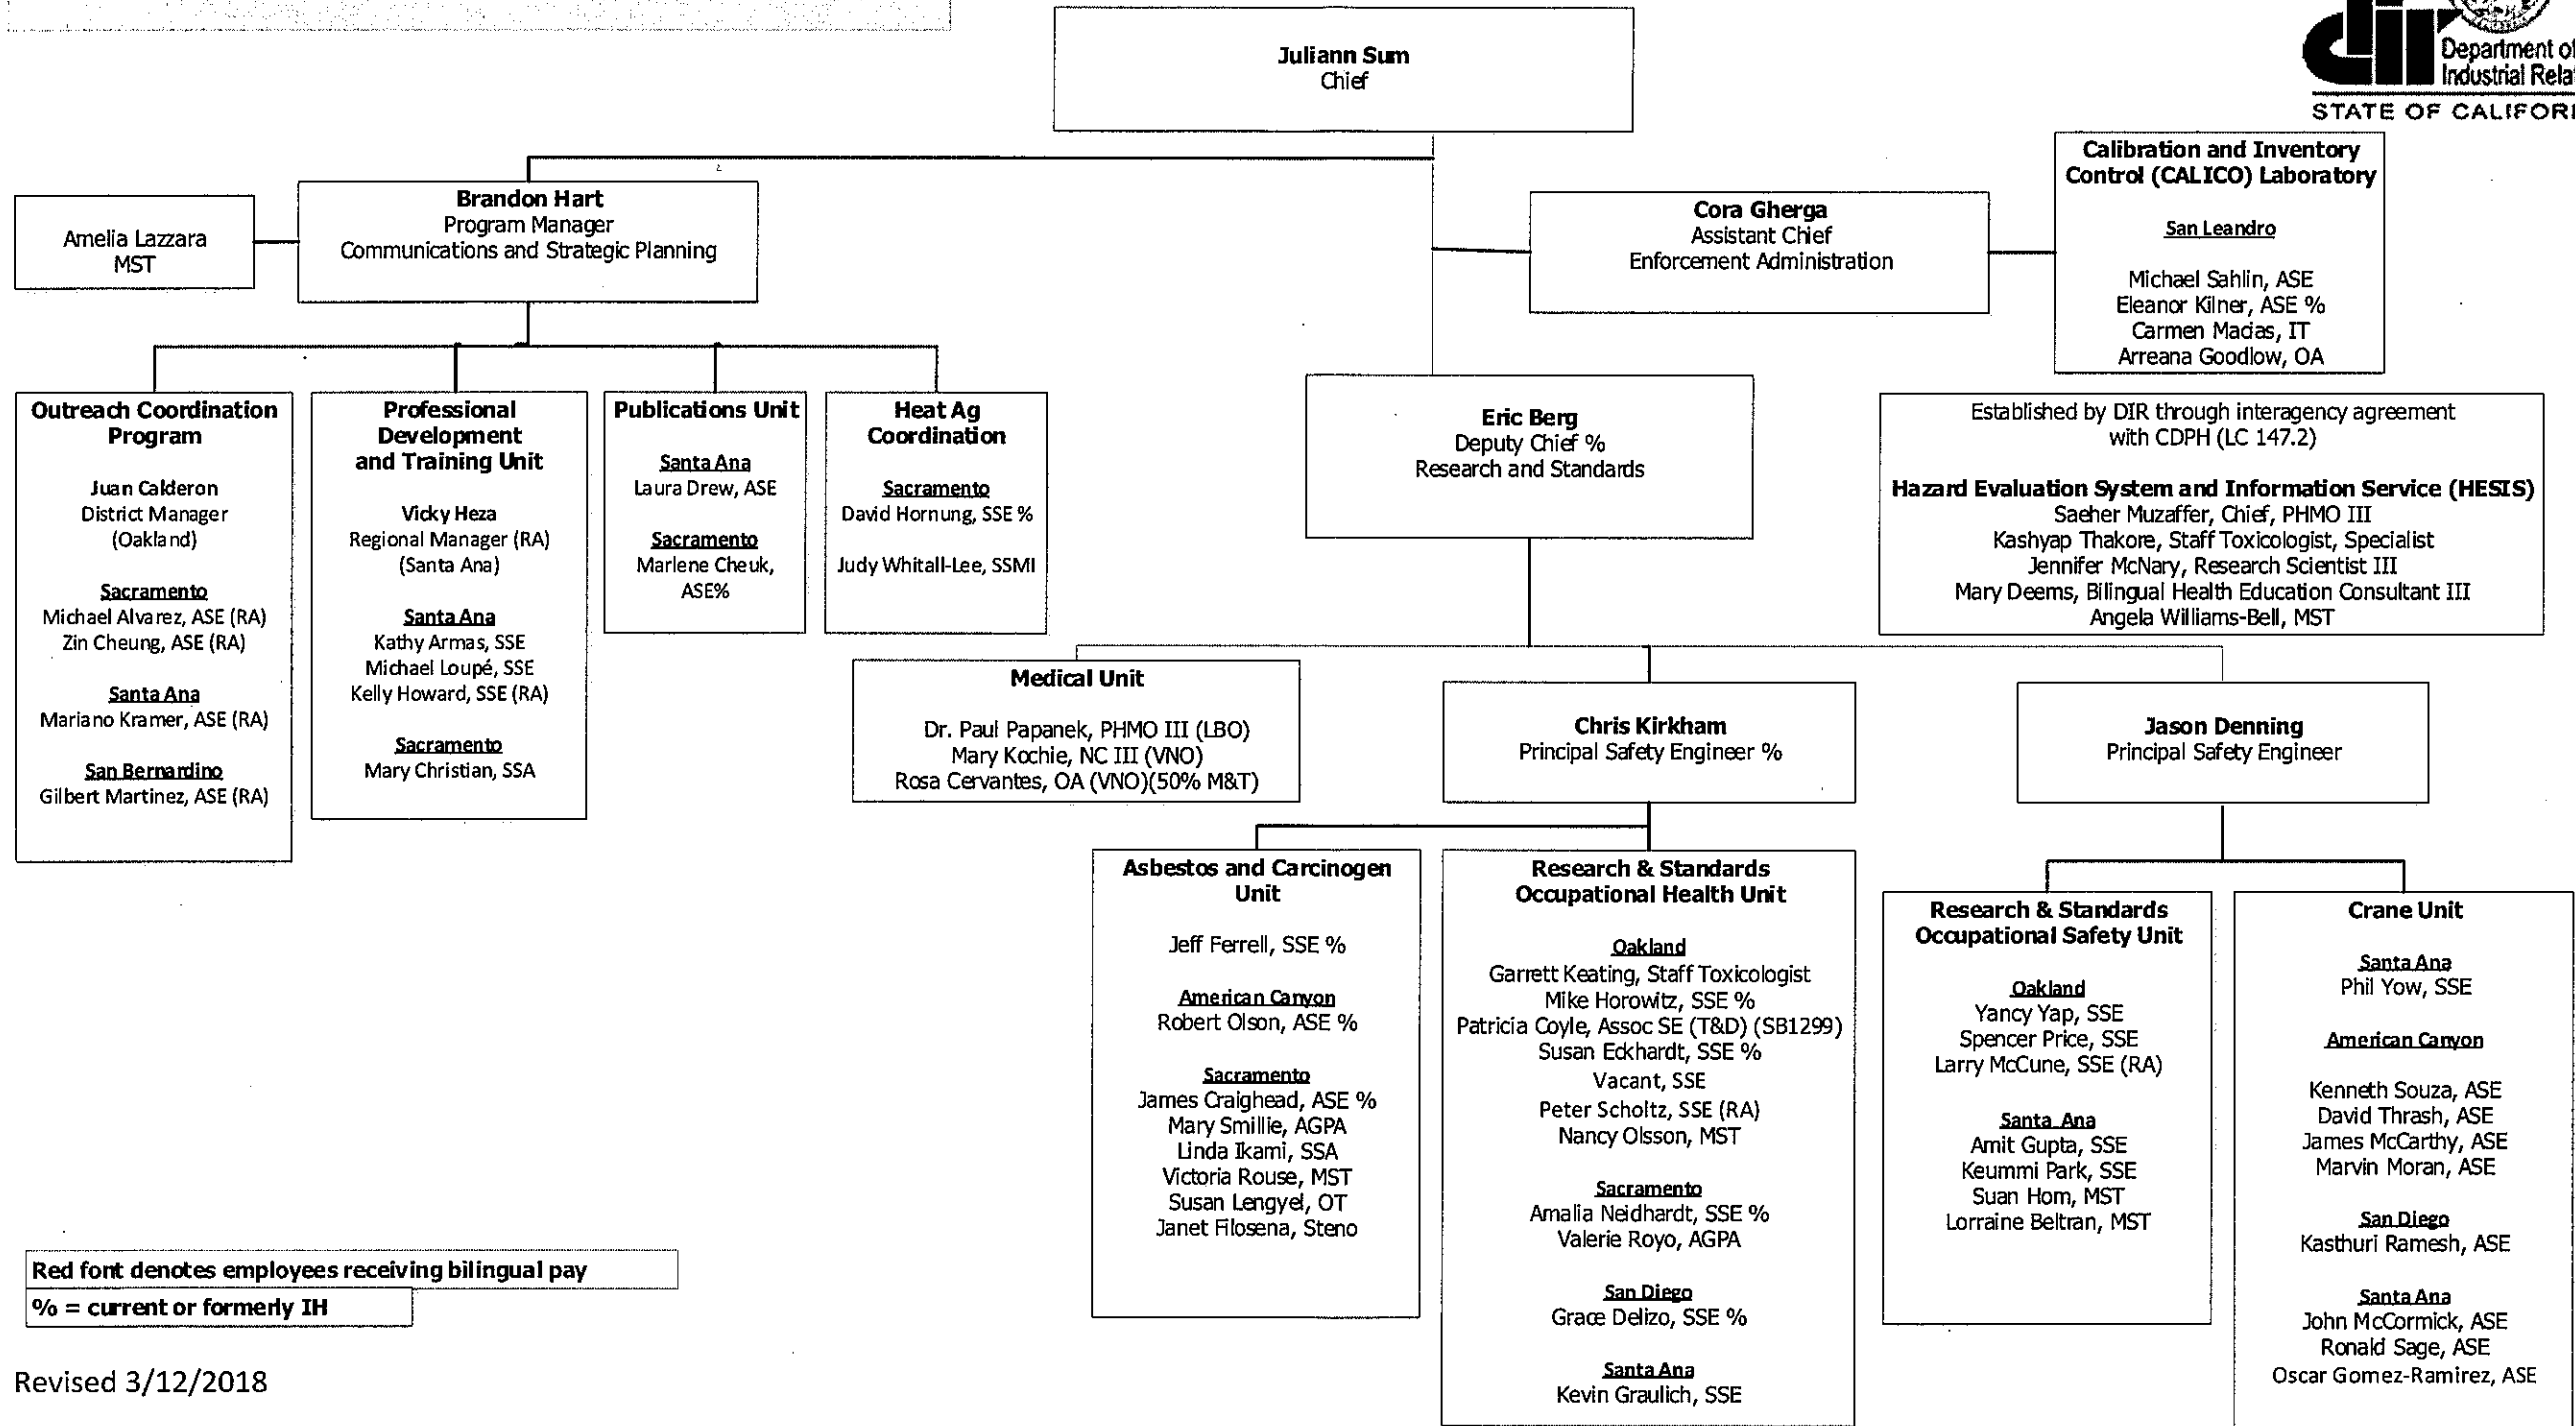 Juliann Sum
Chief
Department of
Industrial Relat
STATE OF CALIFOR
Brandon Hart
Program Manager
Communications and Strategic Planning
Amelia Lazzara
MST
Cora Gherga
Assistant Chief
Enforcement Administration
Calibration and Inventory
Control (CALICO) Laboratory
San Leandro
Michael Sahlin, ASE
Eleanor Kilner, ASE %
Carmen Macias, IT
Arreana Goodlow, OA
Outreach Coordination
Program
Juan Calderon
District Manager
(Oakland)
Sacramento
Michael Alvarez, ASE (RA)
Zin Cheung, ASE (RA)
Santa Ana
Mariano Kramer, ASE (RA)
San Bernardino
Gilbert Martinez, ASE (RA)
Professional
Development
and Training Unit
Vicky Heza
Regional Manager (RA)
(Santa Ana)
Santa Ana
Kathy Armas, SSE
Michael Loupé, SSE
Kelly Howard, SSE (RA)
Sacramento
Mary Christian, SSA
Publications Unit
Santa Ana
Laura Drew, ASE
Sacramento
Marlene Cheuk,
ASE%
Heat Ag
Coordination
Sacramento
David Hornung, SSE %
Judy Whitall-Lee, SSMI
Eric Berg
Deputy Chief %
Research and Standards
Established by DIR through interagency agreement
with CDPH (LC 147.2)
Hazard Evaluation System and Information Service (HESIS)
Saeher Muzaffer, Chief, PHMO III
Kashyap Thakore, Staff Toxicologist, Specialist
Jennifer McNary, Research Scientist III
Mary Deems, Bilingual Health Education Consultant III
Angela Williams-Bell, MST
Medical Unit
Dr. Paul Papanek, PHMO III (LBO)
Mary Kochie, NC III (VNO)
Rosa Cervantes, OA (VNO)(50% M&T)
Chris Kirkham
Principal Safety Engineer %
Jason Denning
Principal Safety Engineer
Asbestos and Carcinogen
Unit
Jeff Ferrell, SSE %
American Canyon
Robert Olson, ASE %
Sacramento
James Craighead, ASE %
Mary Smillie, AGPA
Linda Ikami, SSA
Victoria Rouse, MST
Susan Lengyel, OT
Janet Filosena, Steno
Research & Standards
Occupational Health Unit
Oakland
Garrett Keating, Staff Toxicologist
Mike Horowitz, SSE %
Patricia Coyle, Assoc SE (T&D) (SB1299)
Susan Eckhardt, SSE %
Vacant, SSE
Peter Scholtz, SSE (RA)
Nancy Olsson, MST
Sacramento
Amalia Neidhardt, SSE %
Valerie Royo, AGPA
San Diego
Grace Delizo, SSE %
Santa Ana
Kevin Graulich, SSE
Research & Standards
Occupational Safety Unit
Oakland
Yancy Yap, SSE
Spencer Price, SSE
Larry McCune, SSE (RA)
Santa Ana
Amit Gupta, SSE
Keummi Park, SSE
Suan Hom, MST
Lorraine Beltran, MST
Crane Unit
Santa Ana
Phil Yow, SSE
American Canyon
Kenneth Souza, ASE
David Thrash, ASE
James McCarthy, ASE
Marvin Moran, ASE
San Diego
Kasthuri Ramesh, ASE
Santa Ana
John McCormick, ASE
Ronald Sage, ASE
Oscar Gomez-Ramirez, ASE
Red font denotes employees receiving bilingual pay
% = current or formerly IH
Revised 3/12/2018